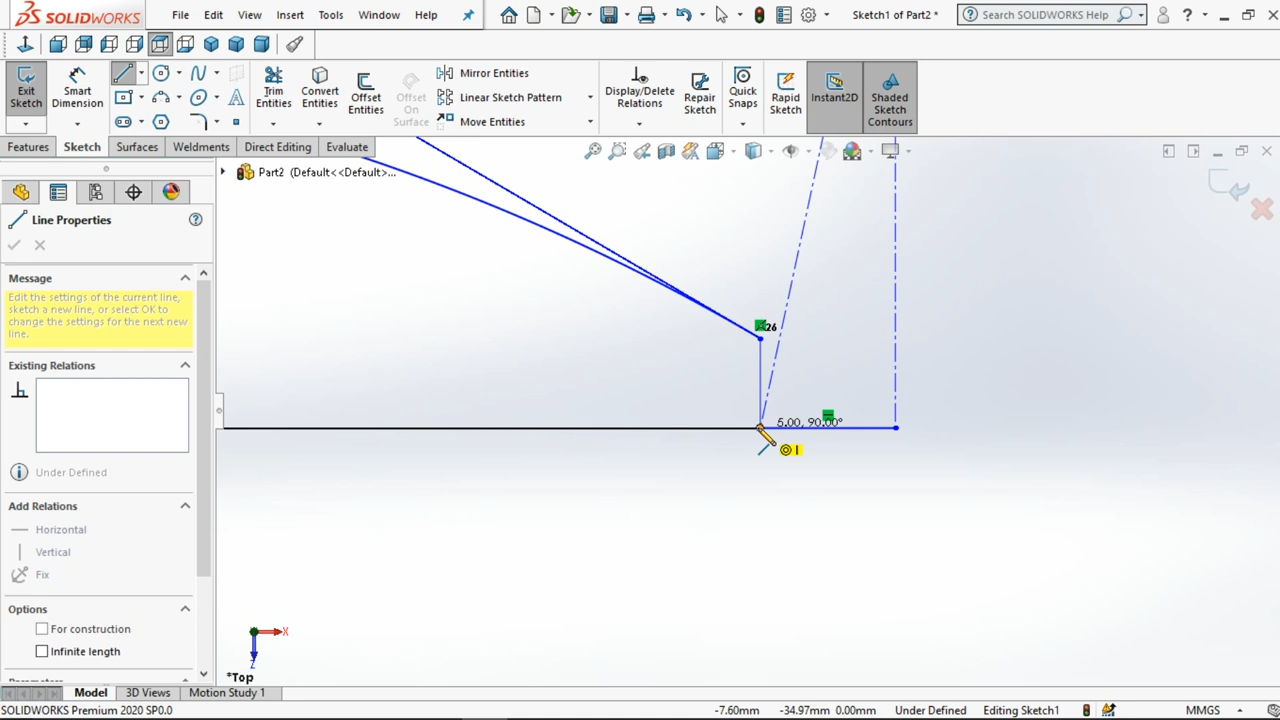 SOLIDWORKS
File Edit View Insert Tools Window Help
Sketch1 of Part2 *
Search SOLIDWORKS Help
?
Exit Sketch
Smart Dimension
Trim Entities
Convert Entities
Offset Entities
Offset On Surface
Mirror Entities
Linear Sketch Pattern
Move Entities
Display/Delete Relations
Repair Sketch
Quick Snaps
Rapid Sketch
Instant2D
Shaded Sketch Contours
Features Sketch Surfaces Weldments Direct Editing Evaluate
Part2 (Default<<Default>...
Line Properties
Message
Edit the settings of the current line,
sketch a new line, or select OK to
change the settings for the next new
line.
Existing Relations
Under Defined
Add Relations
Horizontal
Vertical
Fix
Options
For construction
Infinite length
26
5.00, 90.00°
X
Z
*Top
Model 3D Views Motion Study 1
SOLIDWORKS Premium 2020 SP0.0
-7.60mm -34.97mm 0.00mm Under Defined Editing Sketch1 MMGS